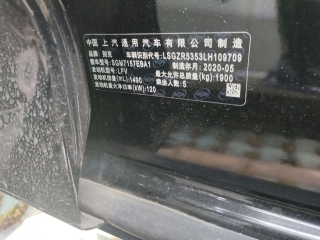 中国 上汽通用汽车有限公司制造
品牌：别克 车辆识别代号：LSGZR5353LH109709
整车型号：SGM7157EBA1 制造年月：2020-05
发动机型号：LFV 最大允许总质量(kg)：1900
发动机排量(mL)：1490 乘坐人数：5
发动机最大净功率(kW)：120